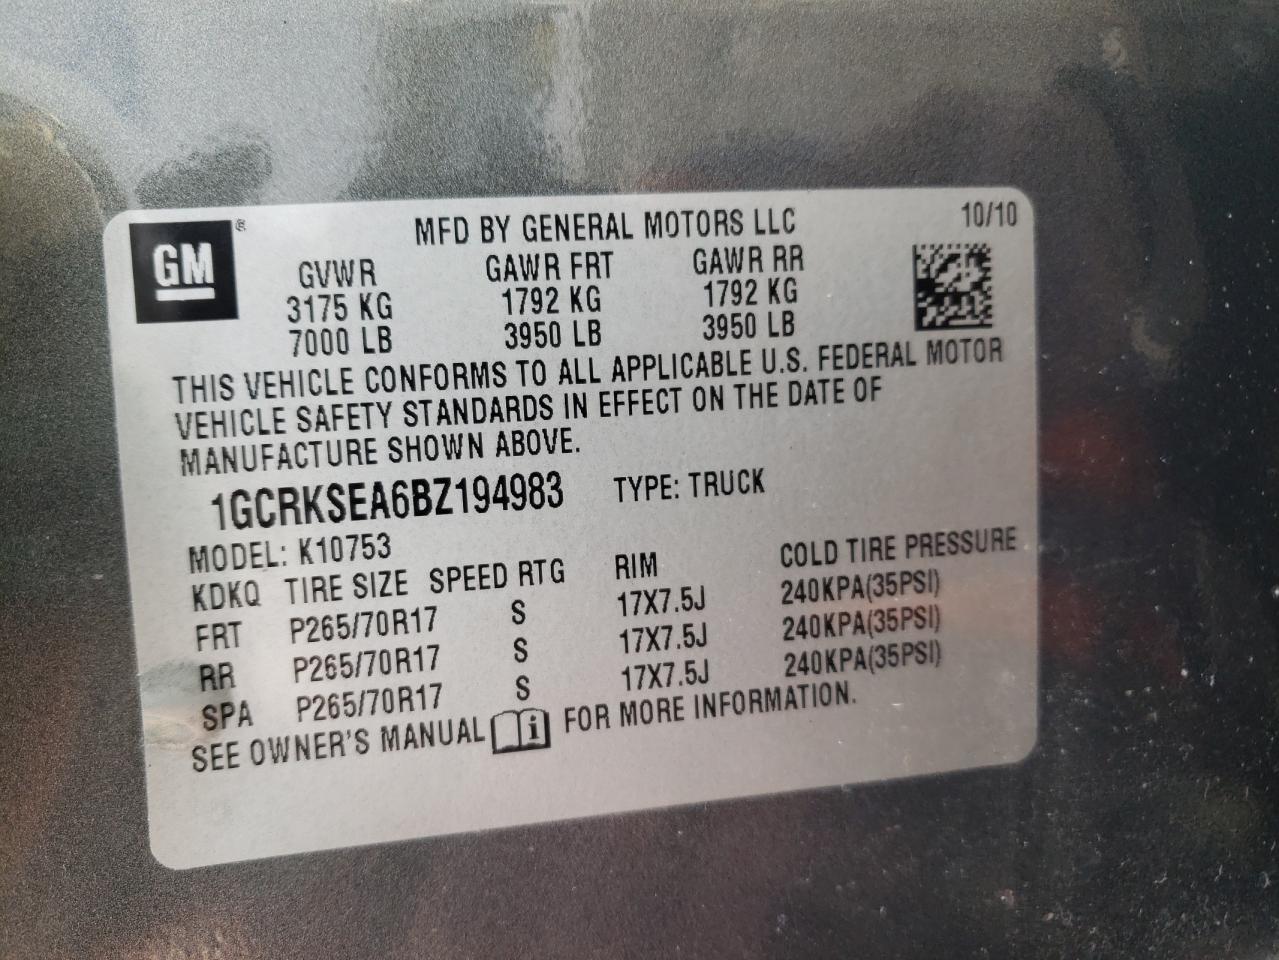 GM ®
MFD BY GENERAL MOTORS LLC 10/10
GVWR GAWR FRT GAWR RR
3175 KG 1792 KG 1792 KG
7000 LB 3950 LB 3950 LB
THIS VEHICLE CONFORMS TO ALL APPLICABLE U.S. FEDERAL MOTOR
VEHICLE SAFETY STANDARDS IN EFFECT ON THE DATE OF
MANUFACTURE SHOWN ABOVE.
1GCRKSEA6BZ194983 TYPE: TRUCK
MODEL: K10753
KDKQ TIRE SIZE SPEED RTG RIM COLD TIRE PRESSURE
FRT P265/70R17 S 17X7.5J 240KPA(35PSI)
RR P265/70R17 S 17X7.5J 240KPA(35PSI)
SPA P265/70R17 S 17X7.5J 240KPA(35PSI)
SEE OWNER'S MANUAL i FOR MORE INFORMATION.